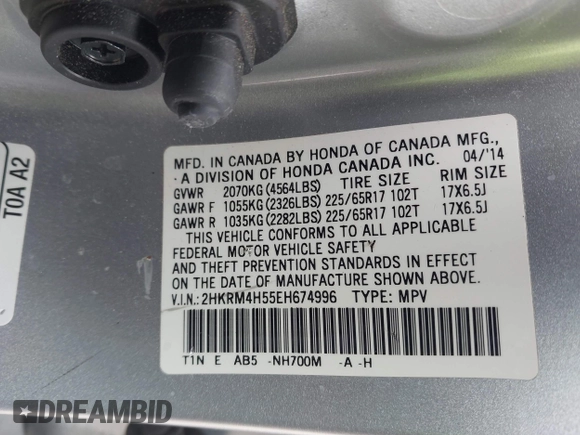 TOA A2
MFD. IN CANADA BY HONDA OF CANADA MFG.,
A DIVISION OF HONDA CANADA INC. 04/'14
GVWR 2070KG(4564LBS) TIRE SIZE RIM SIZE
GAWR F 1055KG(2326LBS) 225/65R17 102T 17X6.5J
GAWR R 1035KG(2282LBS) 225/65R17 102T 17X6.5J
THIS VEHICLE CONFORMS TO ALL APPLICABLE
FEDERAL MOTOR VEHICLE SAFETY
AND THEFT PREVENTION STANDARDS IN EFFECT
ON THE DATE OF MANUFACTURE SHOWN ABOVE.
V.I.N.:2HKRM4H55EH674996 TYPE: MPV
T1N E AB5 -NH700M -A -H
DREAMBID